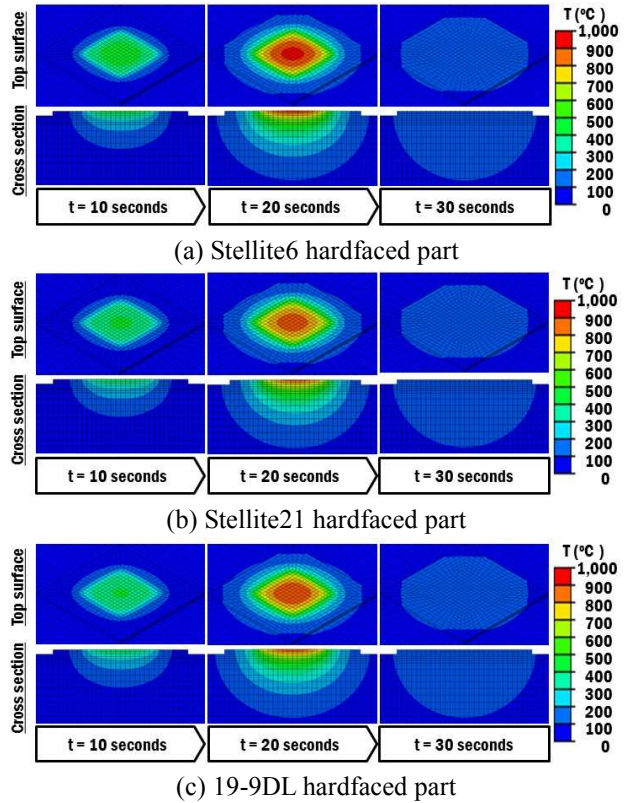 Top surface
Cross section
T (ºC )
1,000
900
800
700
600
500
400
300
200
100
0
t = 10 seconds
t = 20 seconds
t = 30 seconds
(a) Stellite6 hardfaced part
Top surface
Cross section
T (ºC )
1,000
900
800
700
600
500
400
300
200
100
0
t = 10 seconds
t = 20 seconds
t = 30 seconds
(b) Stellite21 hardfaced part
Top surface
Cross section
T (ºC )
1,000
900
800
700
600
500
400
300
200
100
0
t = 10 seconds
t = 20 seconds
t = 30 seconds
(c) 19-9DL hardfaced part